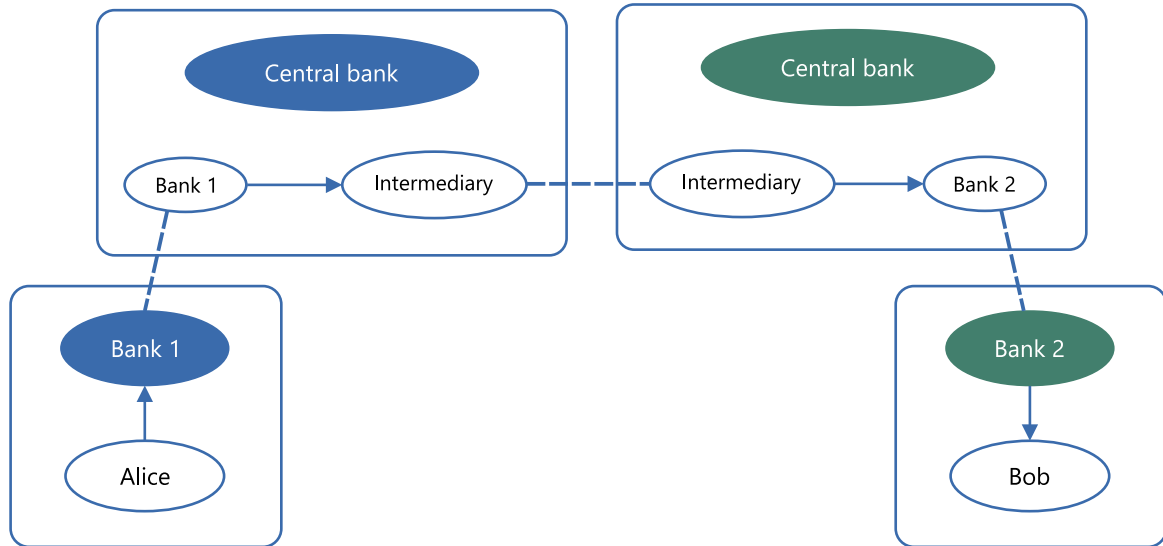 Central bank
Central bank
Bank 1
Intermediary
Intermediary
Bank 2
Bank 1
Bank 2
Alice
Bob